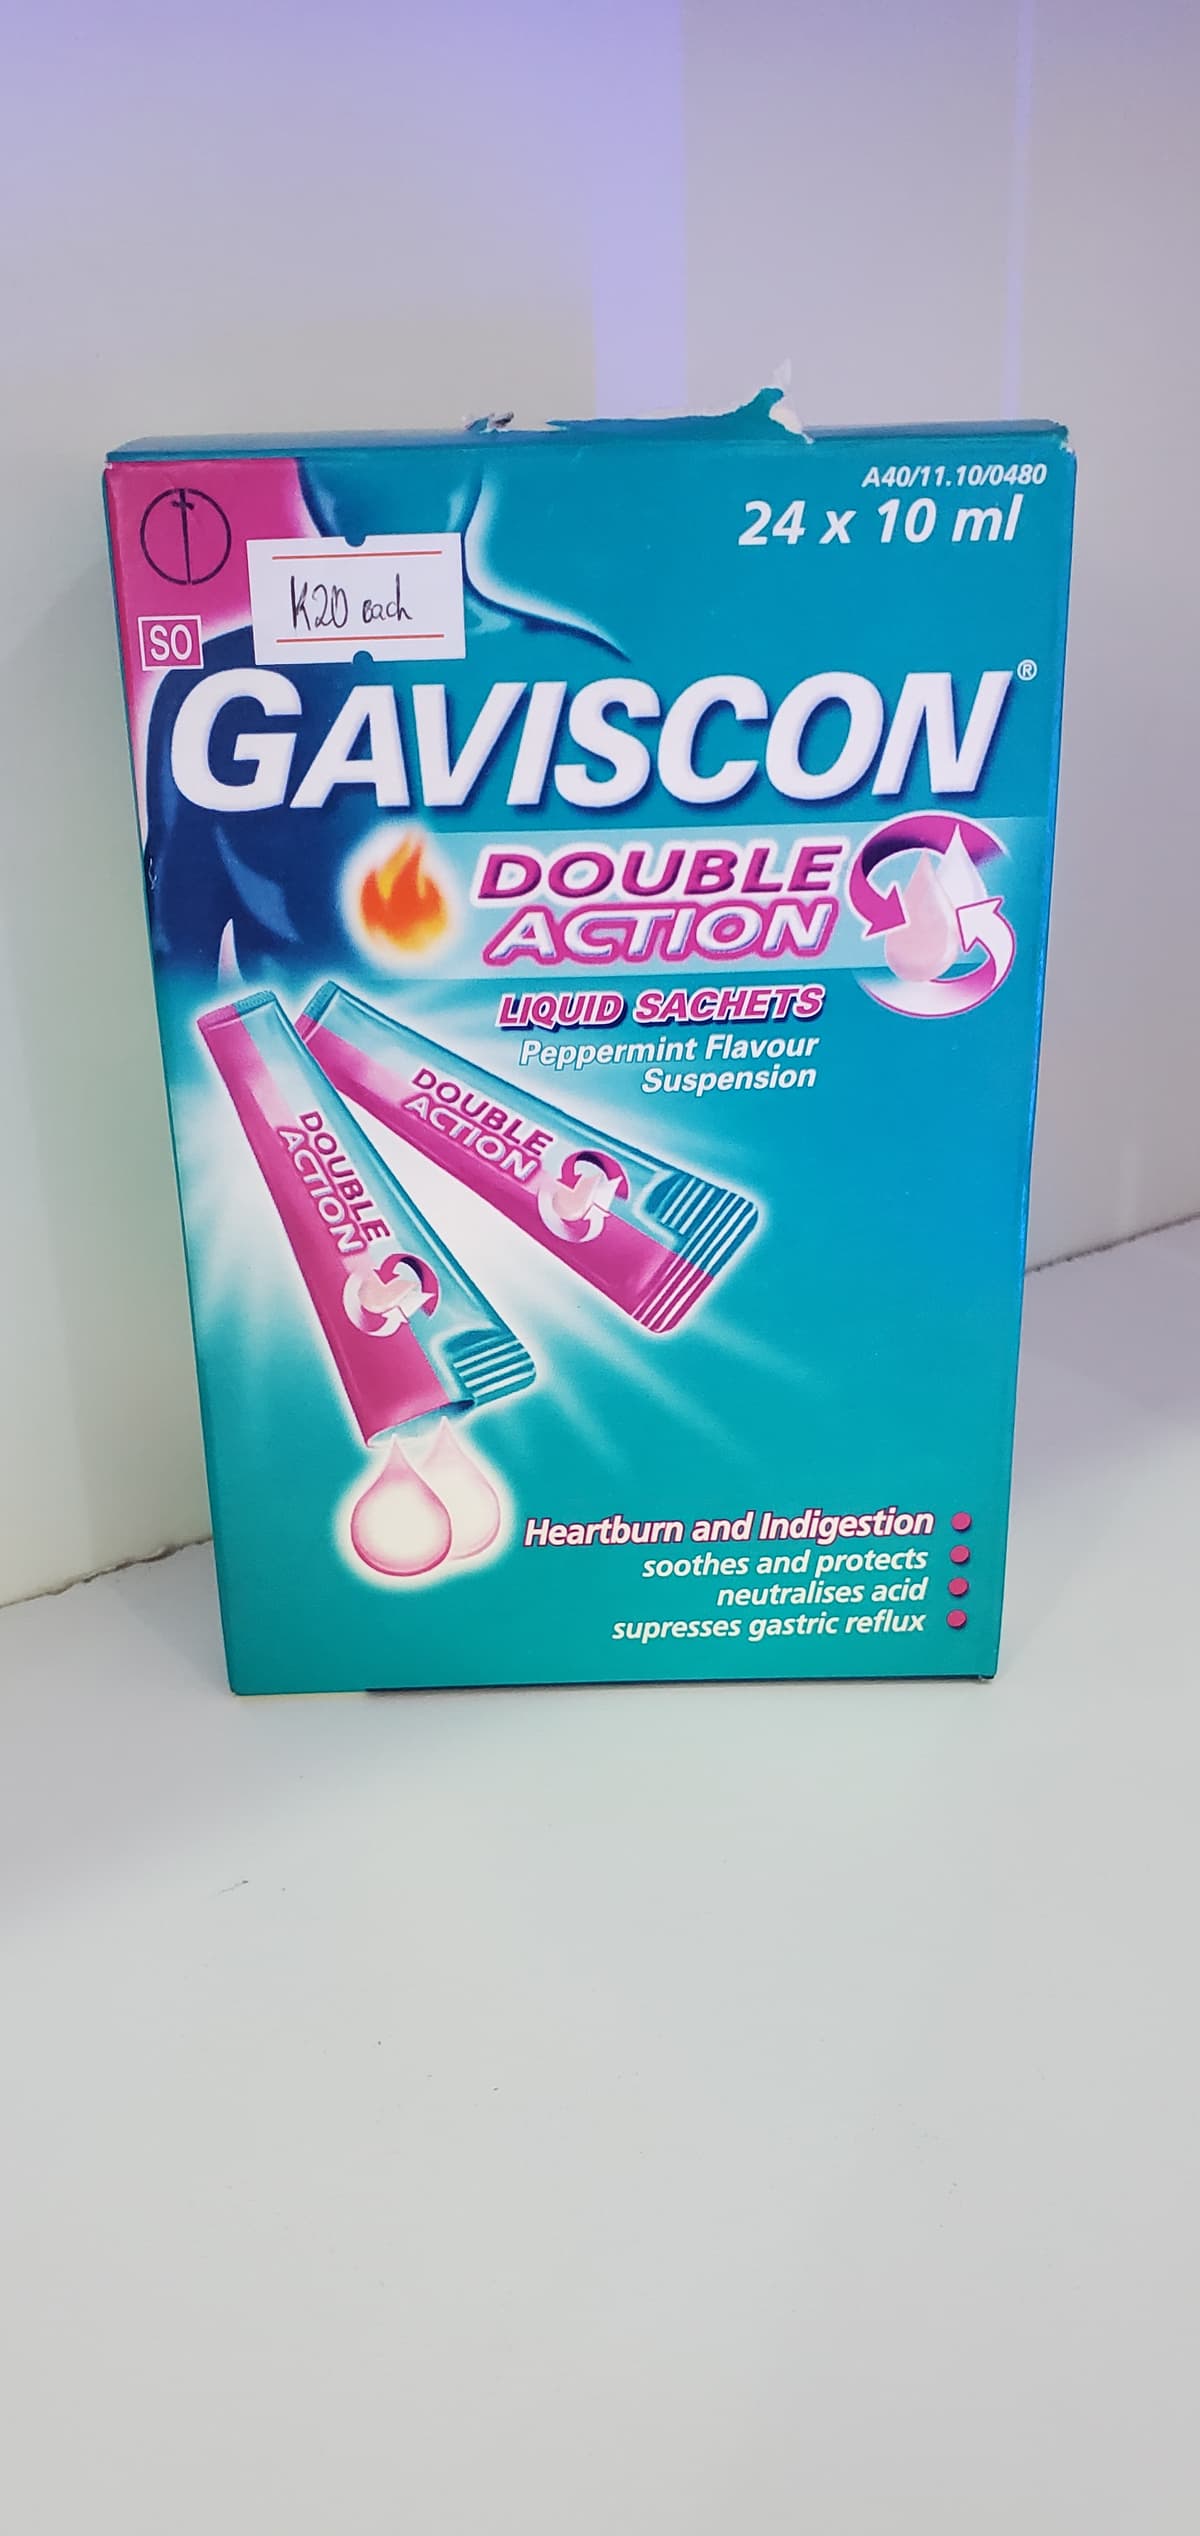 A40/11.10/0480
24 x 10 ml
K20 each
SO
GAVISCON®
DOUBLE
ACTION
LIQUID SACHETS
Peppermint Flavour
Suspension
DOUBLE
ACTION
DOUBLE
ACTION
Heartburn and Indigestion
soothes and protects
neutralises acid
supresses gastric reflux